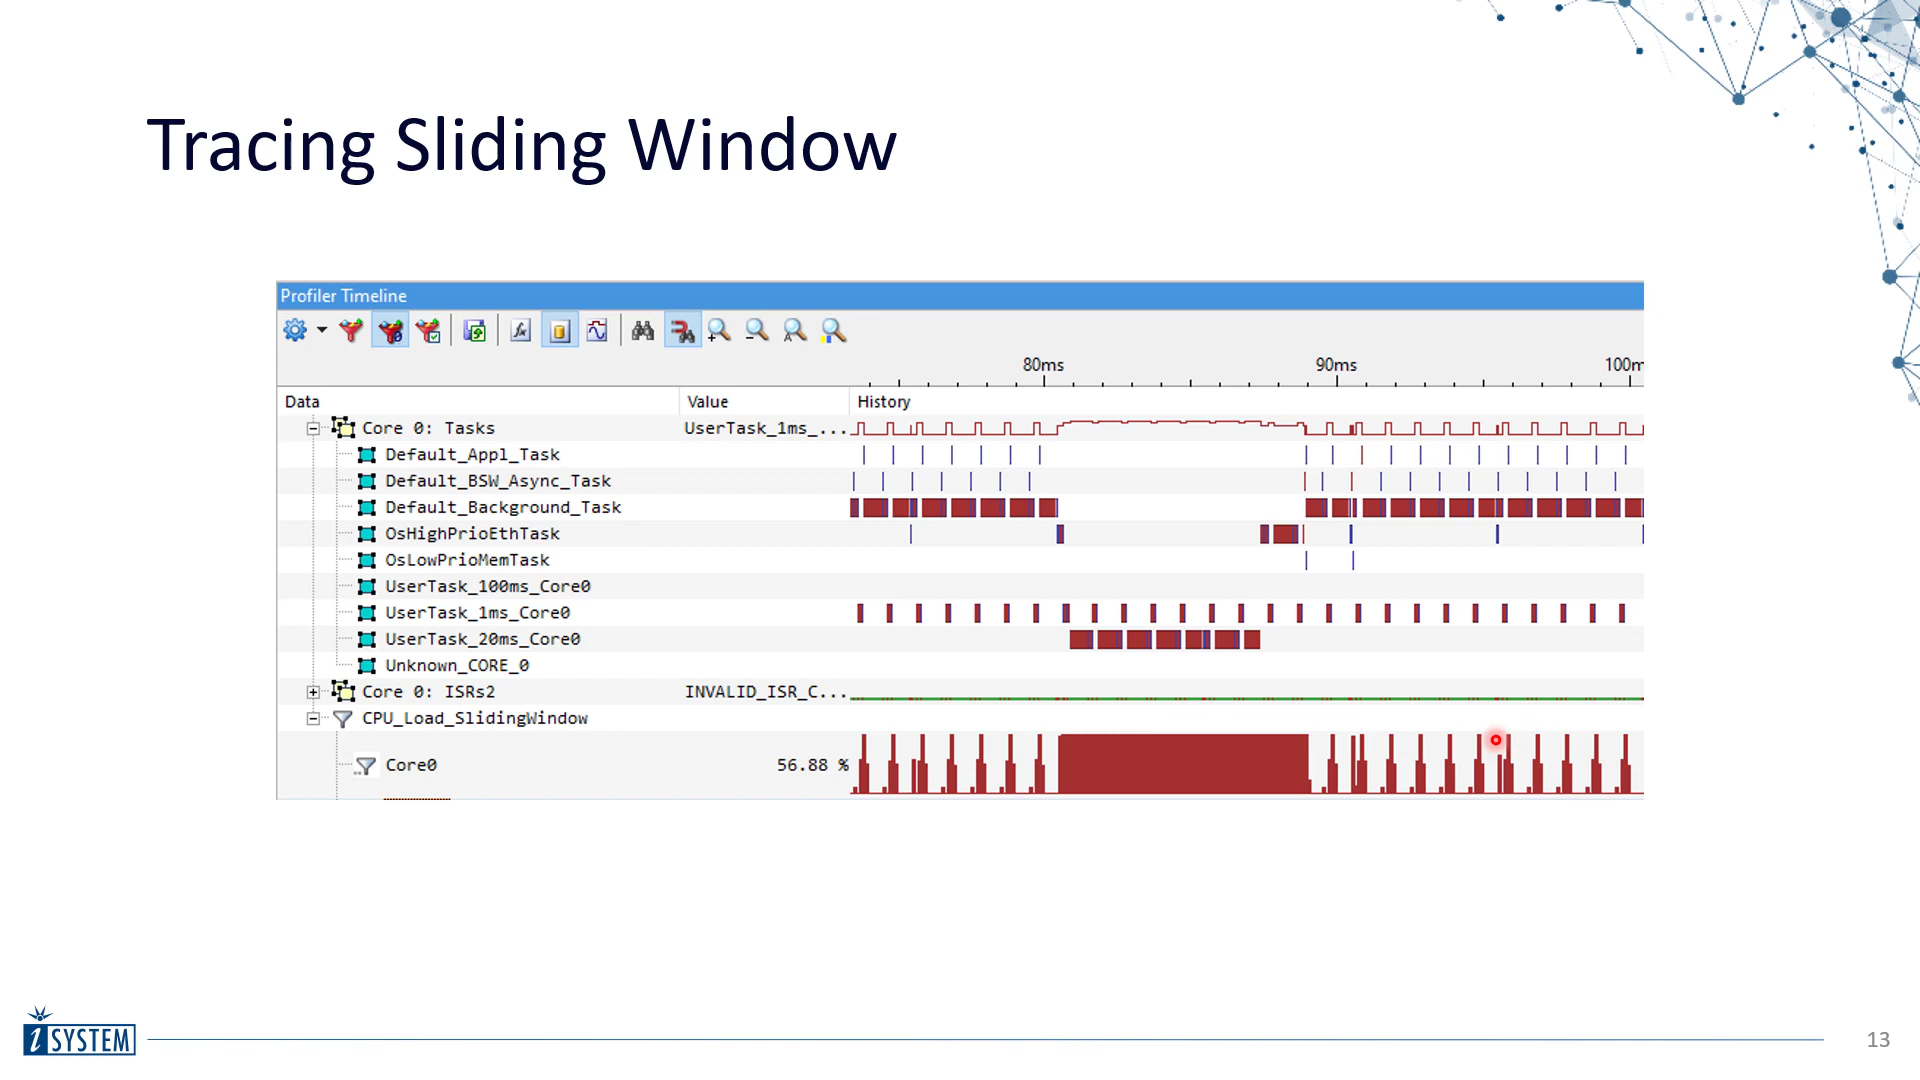 Tracing Sliding Window
Profiler Timeline
80ms 90ms 100m
Data Value History
Core 0: Tasks UserTask_1ms_...
Default_Appl_Task
Default_BSW_Async_Task
Default_Background_Task
OsHighPrioEthTask
OsLowPrioMemTask
UserTask_100ms_Core0
UserTask_1ms_Core0
UserTask_20ms_Core0
Unknown_CORE_0
Core 0: ISRs2 INVALID_ISR_C...
CPU_Load_SlidingWindow
Core0 56.88 %
iSYSTEM
13